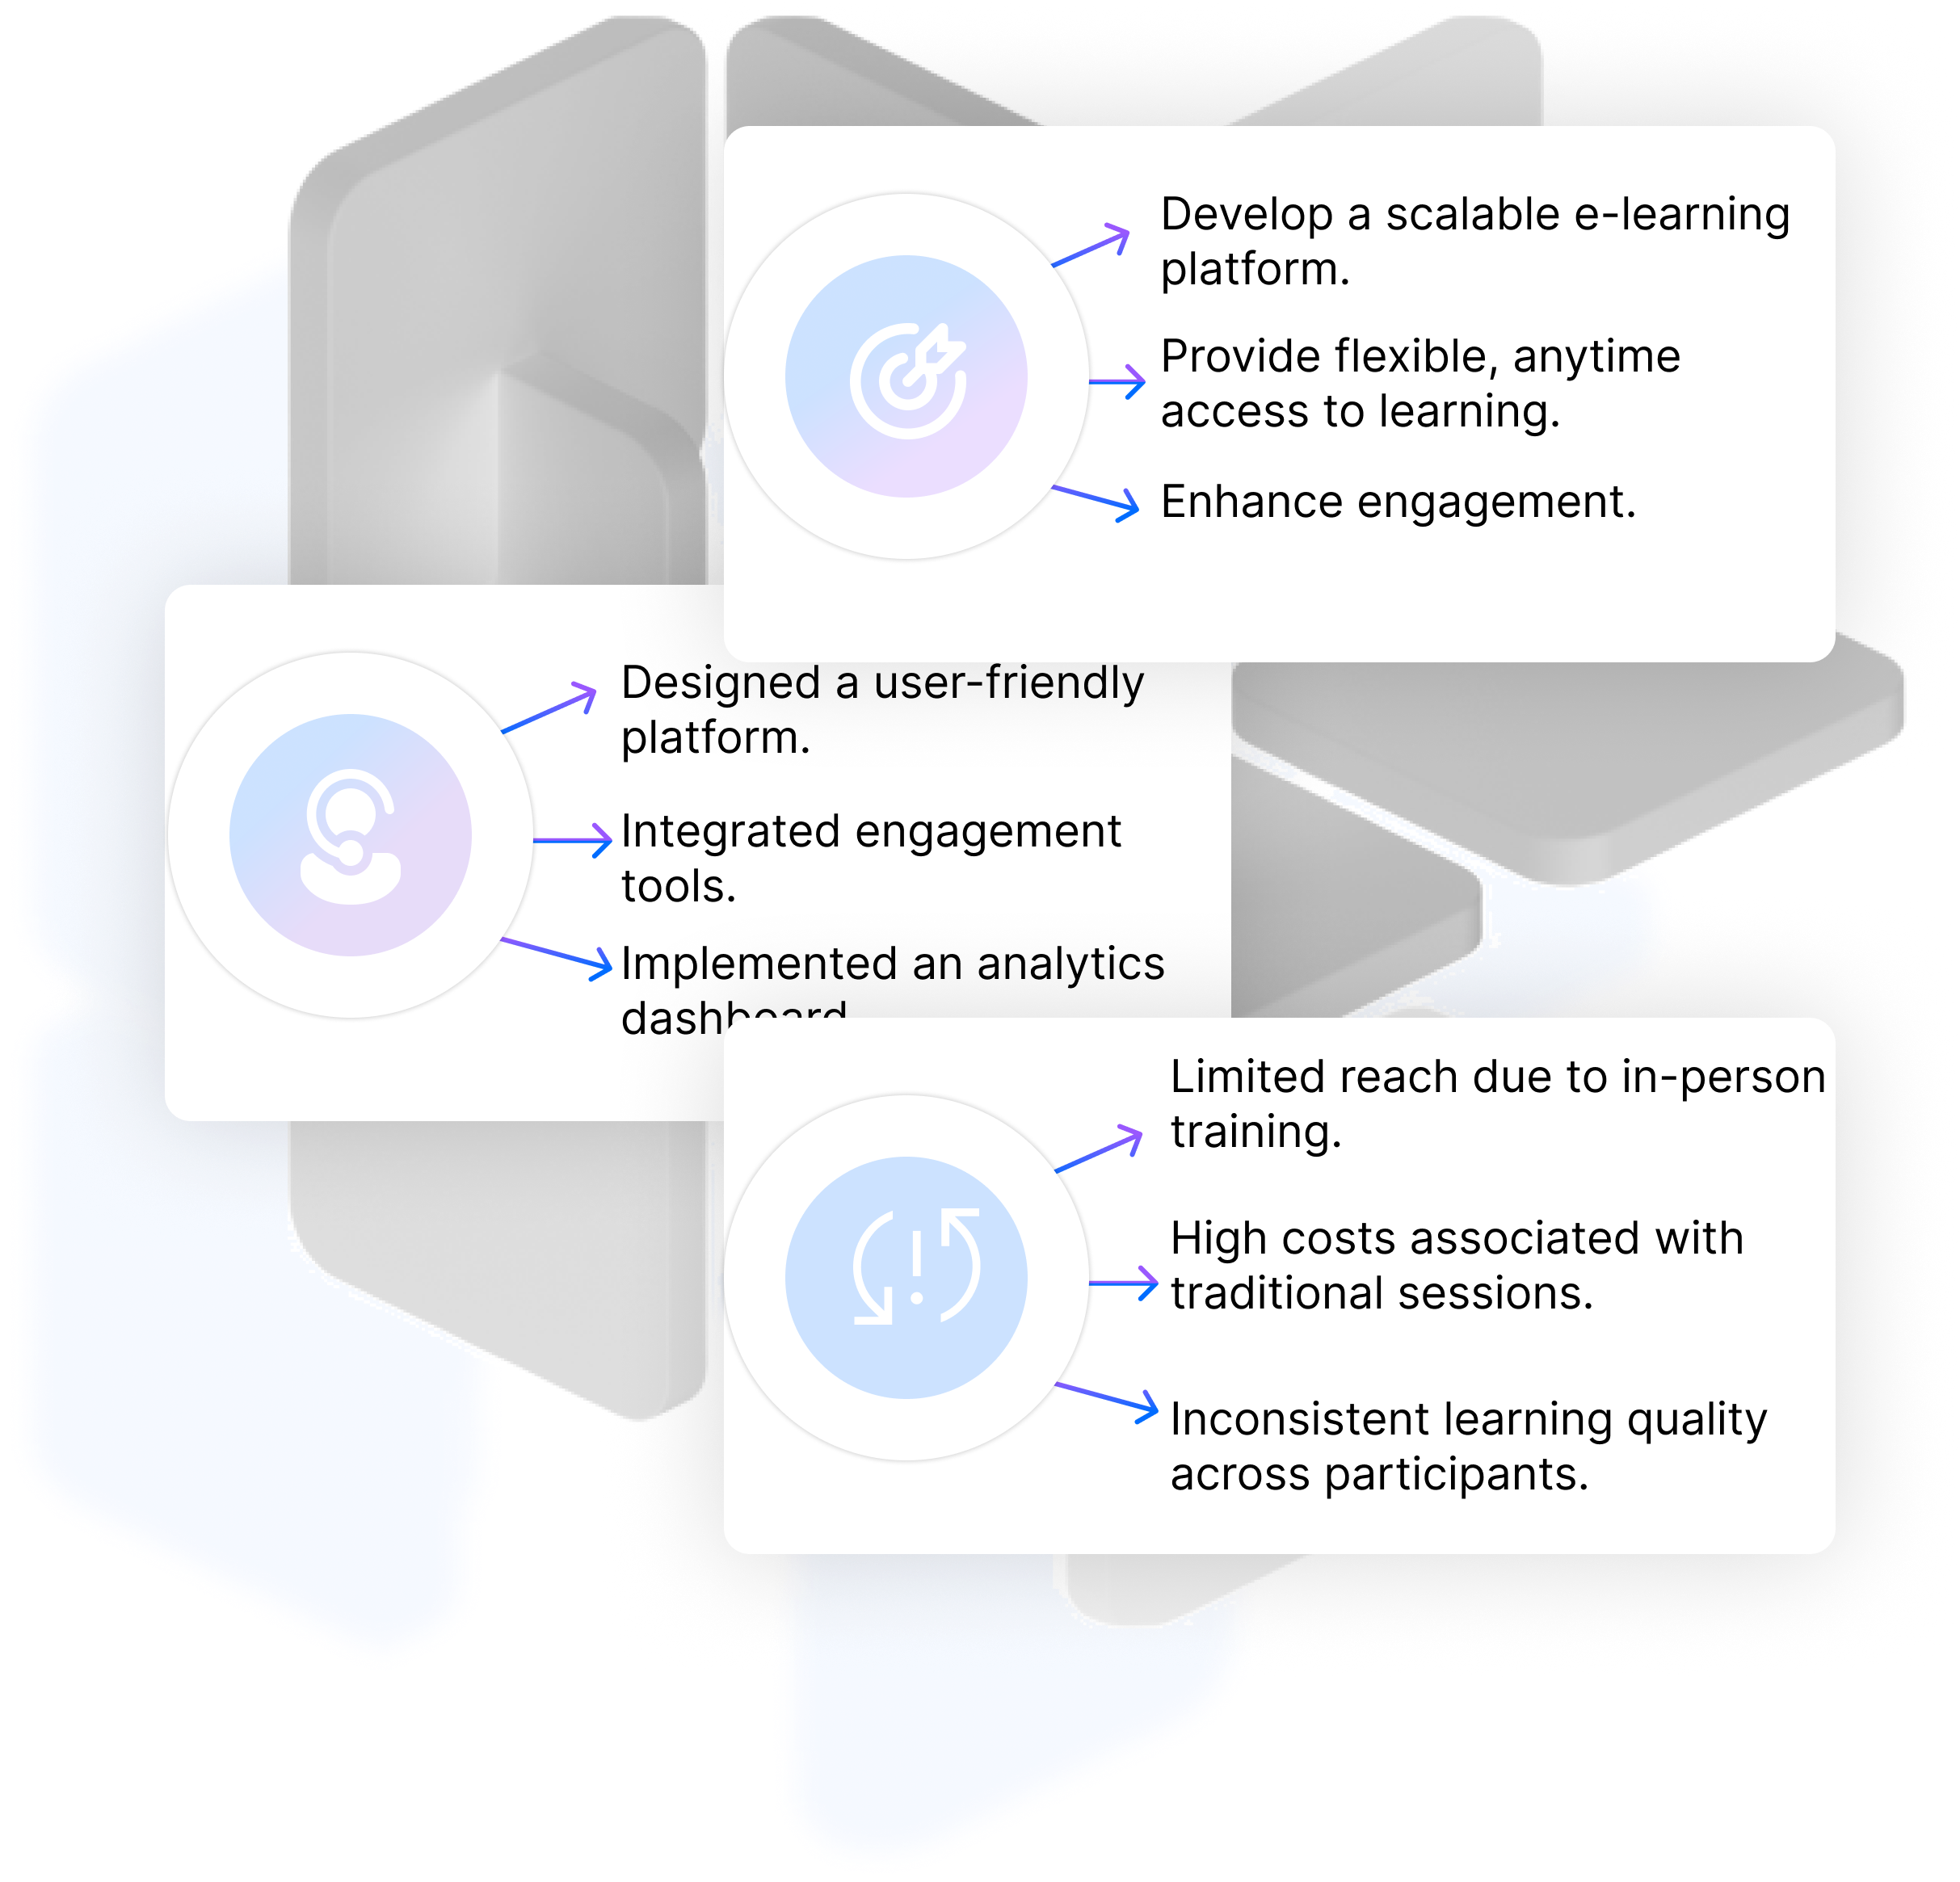 Develop a scalable e-learning
platform.
Provide flexible, anytime
access to learning.
Enhance engagement.
Designed a user-friendly
platform.
Integrated engagement
tools.
Implemented an analytics
dashboard
Limited reach due to in-person
training.
High costs associated with
traditional sessions.
Inconsistent learning quality
across participants.